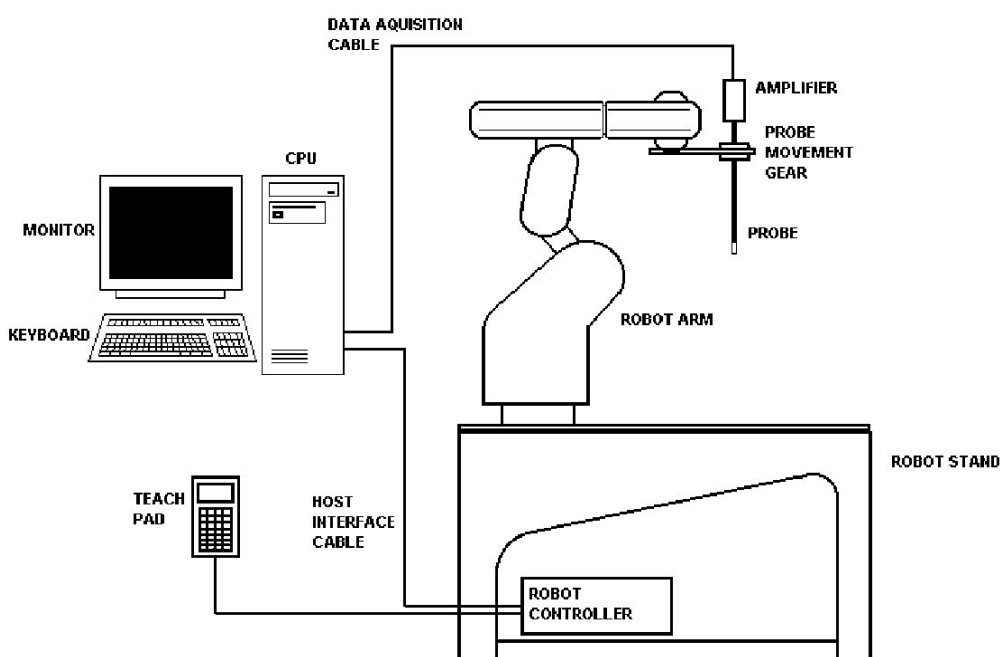 DATA AQUISITION
CABLE
AMPLIFIER
PROBE
MOVEMENT
GEAR
CPU
MONITOR
PROBE
KEYBOARD
ROBOT ARM
ROBOT STAND
TEACH
PAD
HOST
INTERFACE
CABLE
ROBOT
CONTROLLER